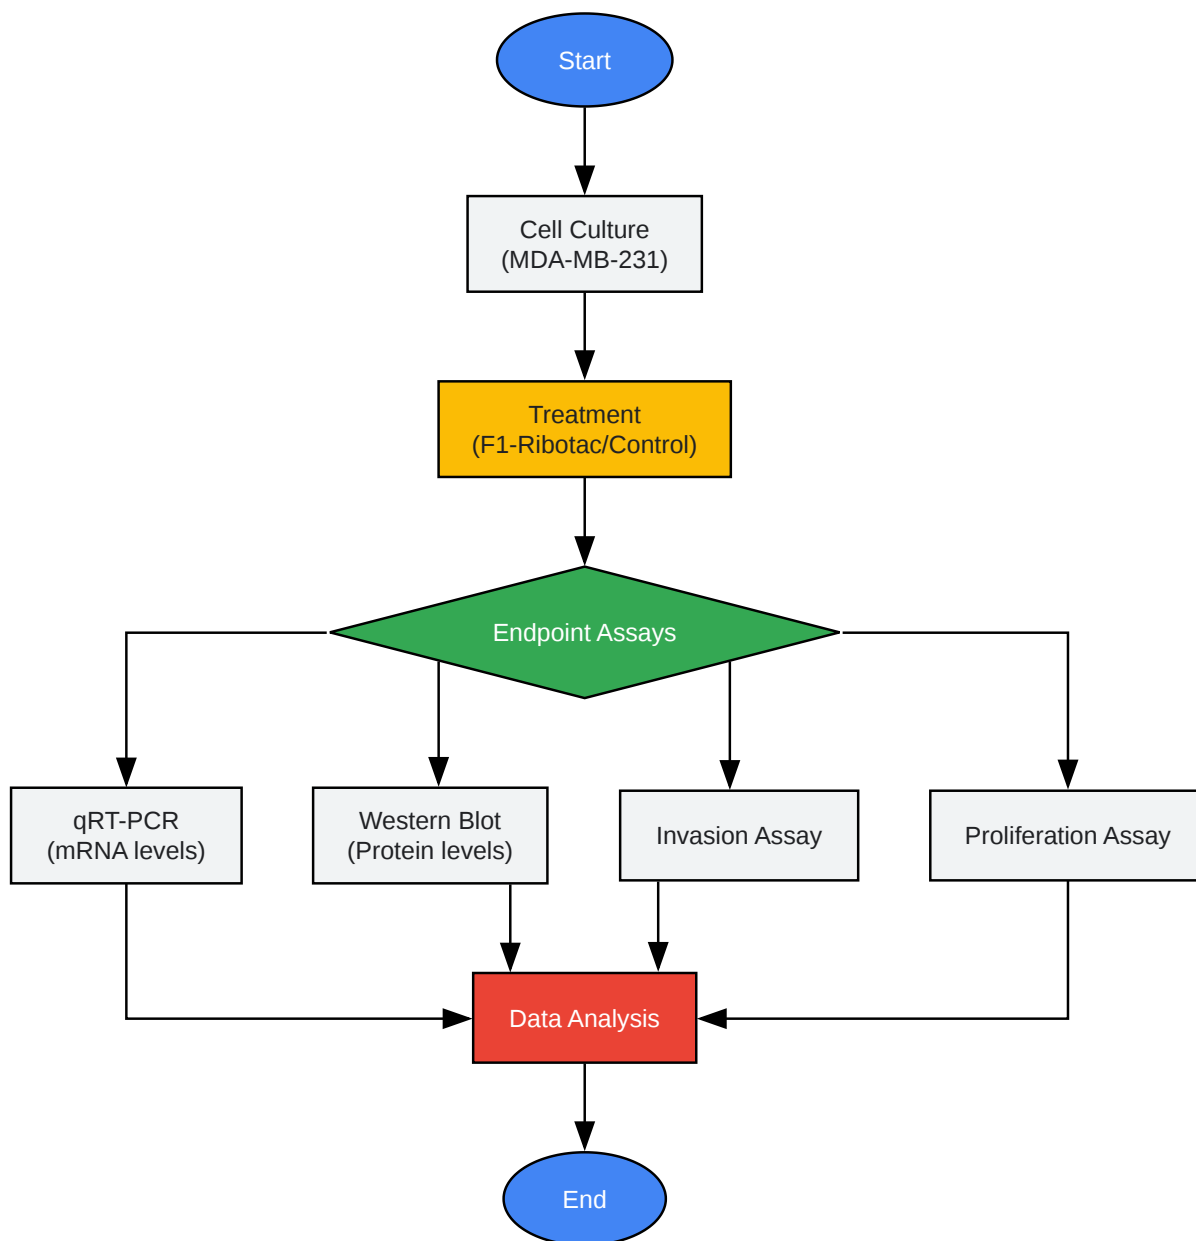 Start
Cell Culture
(MDA-MB-231)
Treatment
(F1-Ribotac/Control)
Endpoint Assays
qRT-PCR
(mRNA levels)
Western Blot
(Protein levels)
Invasion Assay
Proliferation Assay
Data Analysis
End